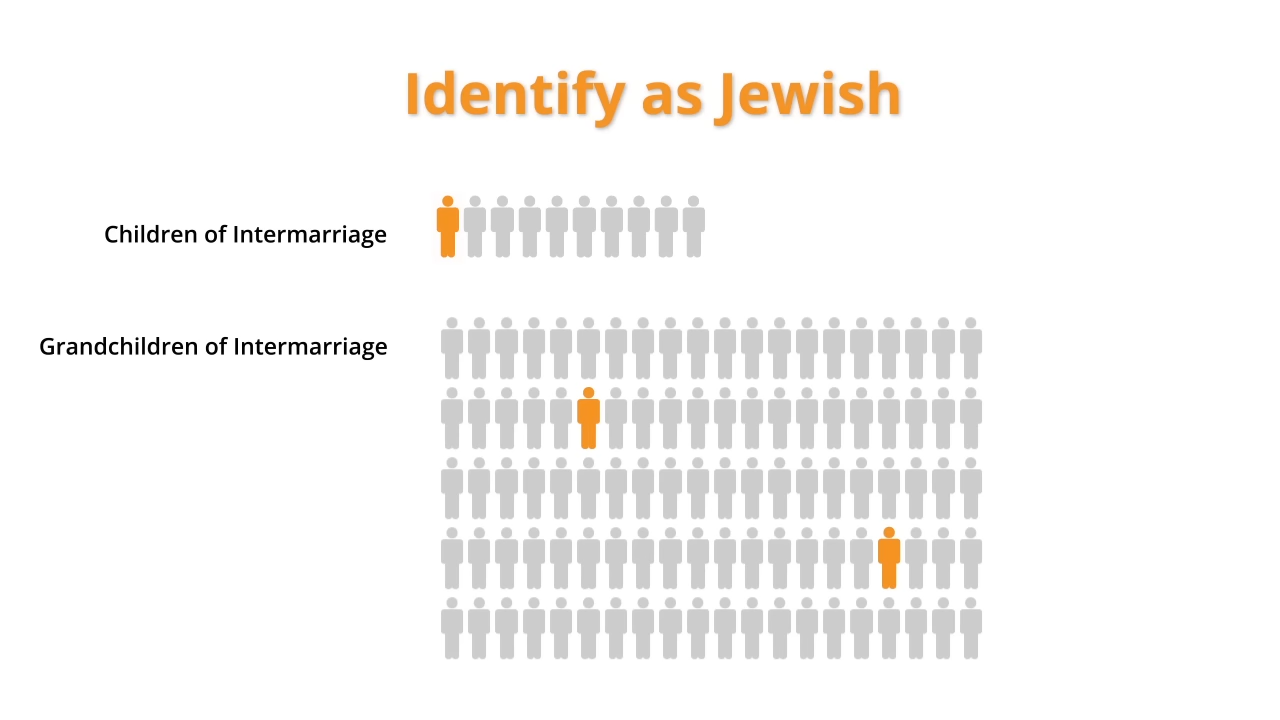 Identify as Jewish
Children of Intermarriage
Grandchildren of Intermarriage